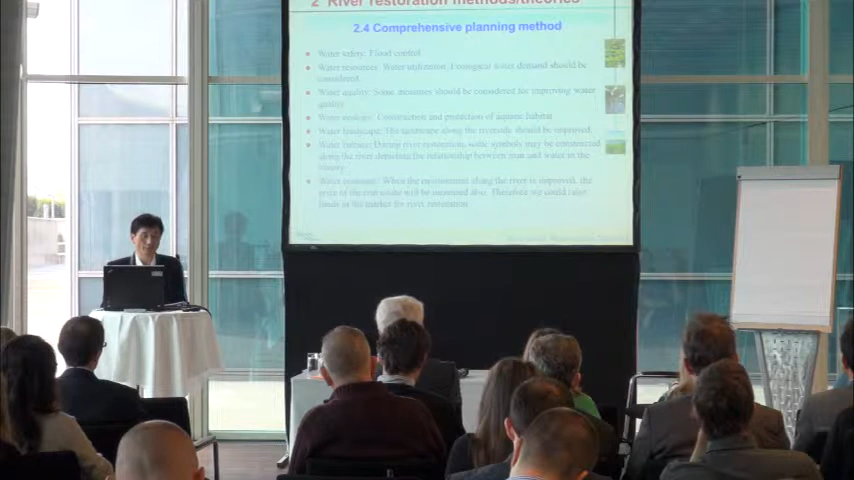 2 River restoration methods/theories
2.4 Comprehensive planning method
Water safety: Flood control
Water resources: Water utilization, Ecological water demand should be
considered.
Water quality: Some measures should be considered for improving water
quality
Water ecology: Construction and protection of aquatic habitat
Water landscape: The landscape along the riverside should be improved.
Water culture: During river restoration, some symbols may be constructed
along the river depicting the relationship between man and water in the
history
Water economy: When the environment along the river is improved, the
price of the real estate will be increased also. Therefore we could raise
funds in the market for river restoration